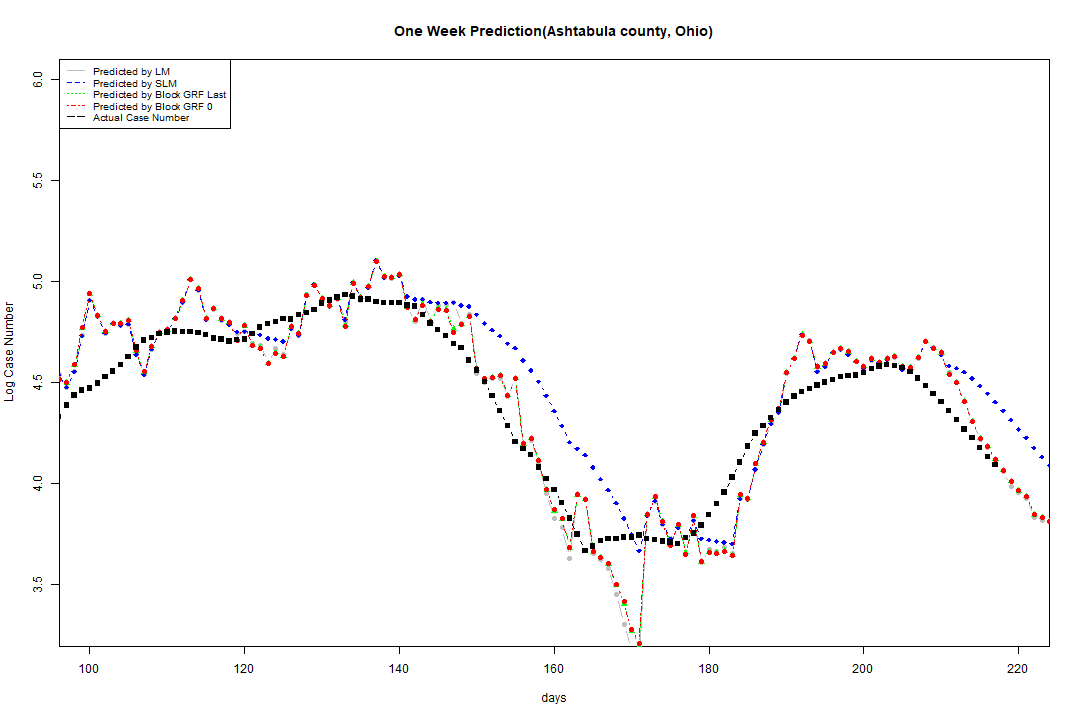 One Week Prediction(Ashtabula county, Ohio)
Predicted by LM
Predicted by SLM
Predicted by Block GRF Last
Predicted by Block GRF 0
Actual Case Number
Log Case Number
6.0
5.5
5.0
4.5
4.0
3.5
100 120 140 160 180 200 220
days